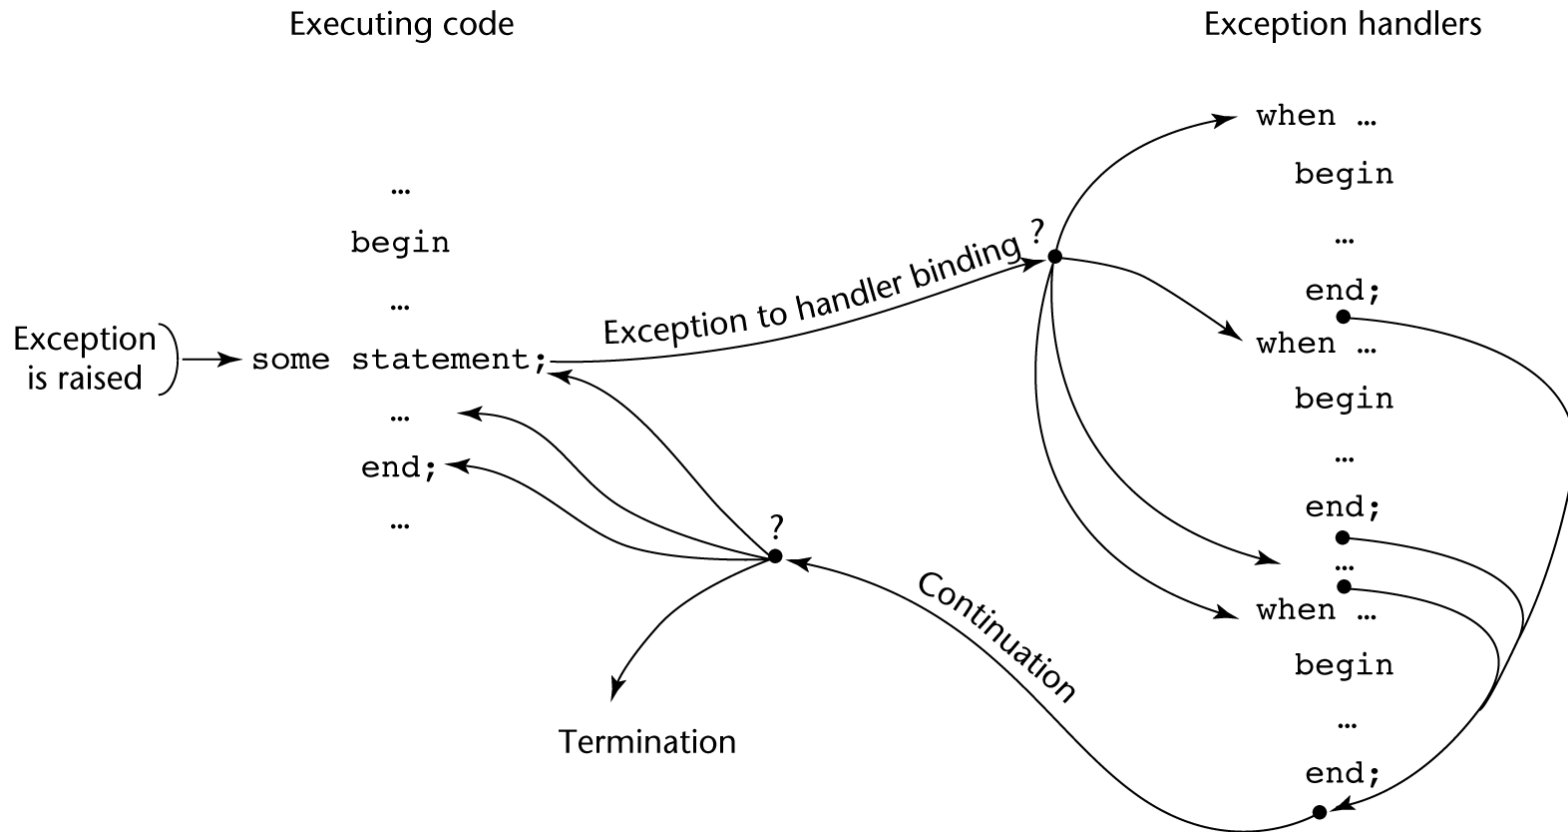 Executing code
Exception handlers
…
begin
…
Exception
is raised
some statement;
…
end;
…
Exception to handler binding
?
when …
begin
…
end;
when …
begin
…
end;
…
when …
begin
…
end;
?
Continuation
Termination